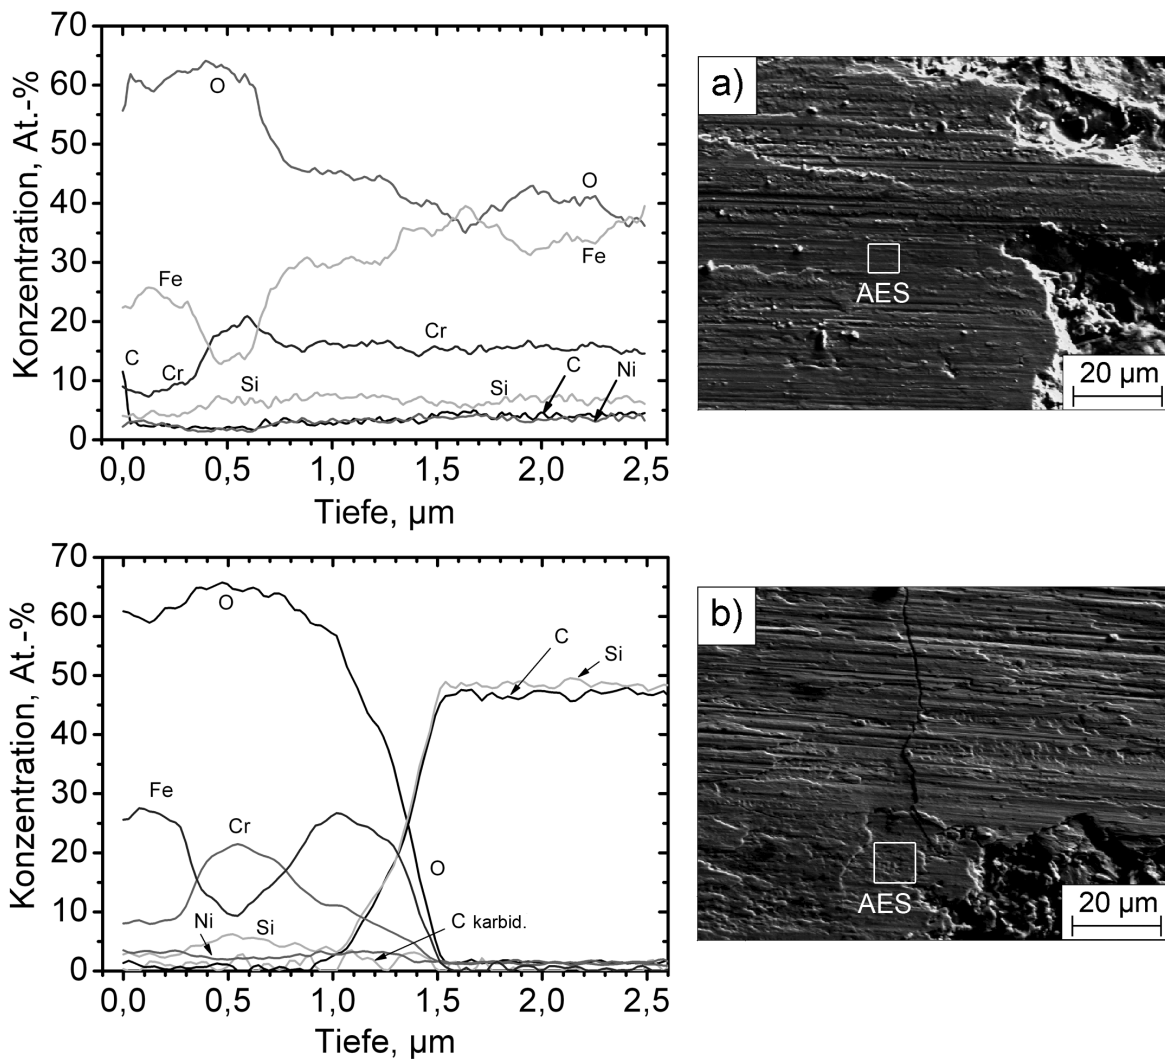 70
60
50
40
30
20
10
0
Konzentration, At.-%
O
O
Fe
Fe
C
Cr
Cr
Si
Si
C
Ni
0,0 0,5 1,0 1,5 2,0 2,5
Tiefe, µm
a)
AES
20 µm
70
60
50
40
30
20
10
0
Konzentration, At.-%
O
C
Si
Fe
Cr
O
Ni
Si
C karbid.
0,0 0,5 1,0 1,5 2,0 2,5
Tiefe, µm
b)
AES
20 µm